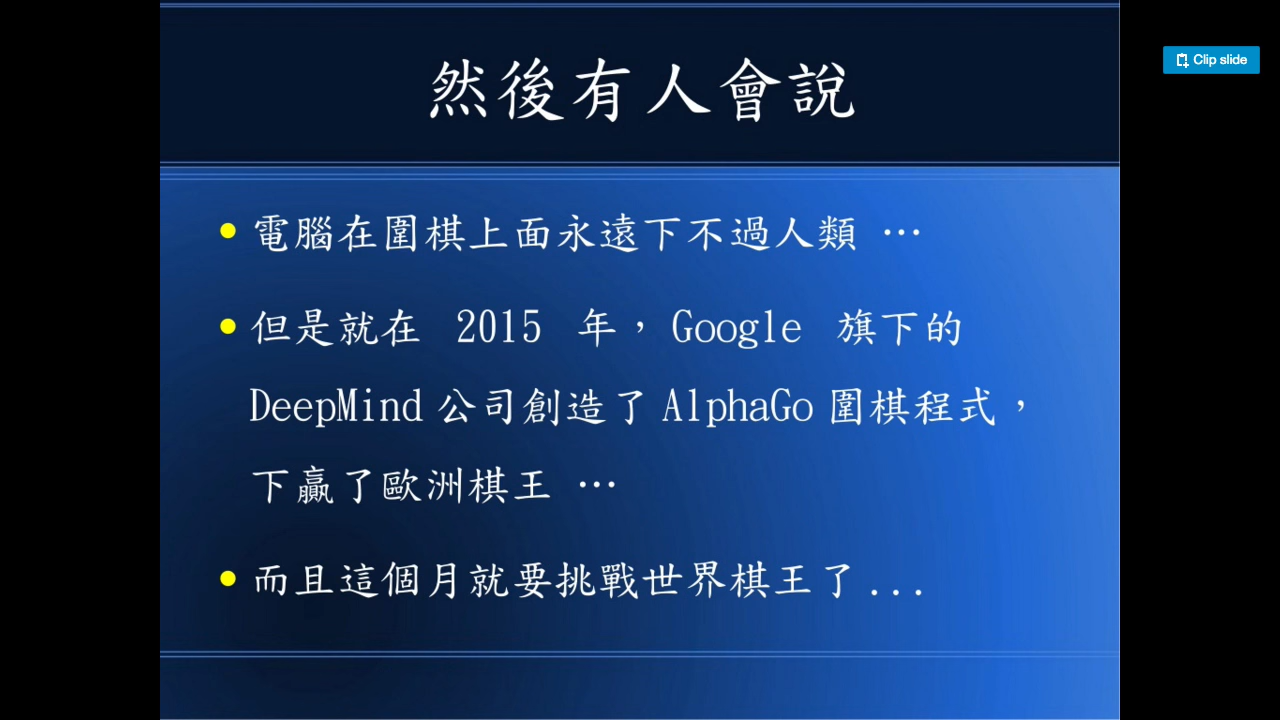 Clip slide
然後有人會說
電腦在圍棋上面永遠下不過人類 …
但是就在 2015 年，Google 旗下的
DeepMind 公司創造了 AlphaGo 圍棋程式，
下贏了歐洲棋王 …
而且這個月就要挑戰世界棋王了...